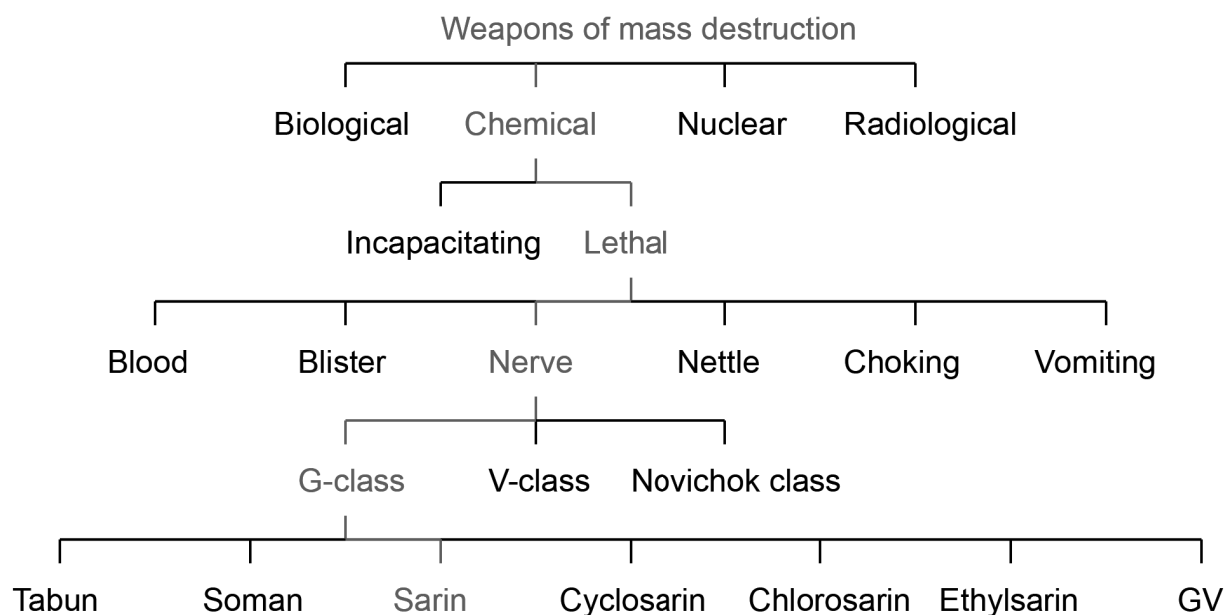 Weapons of mass destruction
Biological Chemical Nuclear Radiological
Incapacitating Lethal
Blood Blister Nerve Nettle Choking Vomiting
G-class V-class Novichok class
Tabun Soman Sarin Cyclosarin Chlorosarin Ethylsarin GV